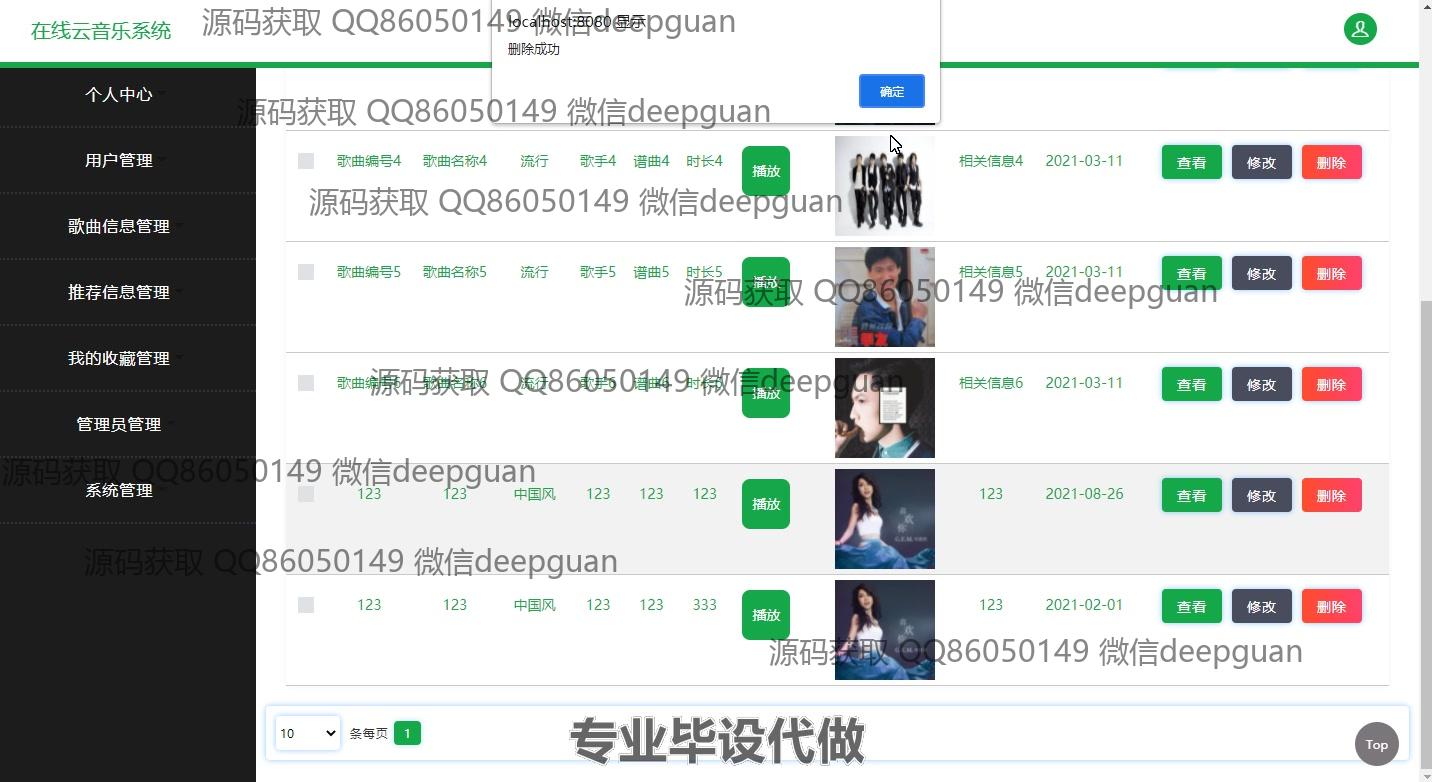 在线云音乐系统
源码获取 QQ86050149 微信deepguan
localhost:8080 显示
删除成功
确定
个人中心
源码获取 QQ86050149 微信deepguan
用户管理
歌曲编号4 歌曲名称4 流行 歌手4 谱曲4 时长4 播放 相关信息4 2021-03-11 查看 修改 删除
源码获取 QQ86050149 微信deepguan
歌曲信息管理
歌曲编号5 歌曲名称5 流行 歌手5 谱曲5 时长5 播放 相关信息5 2021-03-11 查看 修改 删除
源码获取 QQ86050149 微信deepguan
推荐信息管理
我的收藏管理
歌曲编号6 歌曲名称6 流行 歌手6 谱曲6 时长6 播放 相关信息6 2021-03-11 查看 修改 删除
源码获取 QQ86050149 微信deepguan
管理员管理
源码获取 QQ86050149 微信deepguan
系统管理
123 123 中国风 123 123 123 播放 喜欢你 G.E.M. 123 2021-08-26 查看 修改 删除
源码获取 QQ86050149 微信deepguan
123 123 中国风 123 123 333 播放 喜欢你 G.E.M. 123 2021-02-01 查看 修改 删除
源码获取 QQ86050149 微信deepguan
10 条每页 1
专业毕设代做
Top